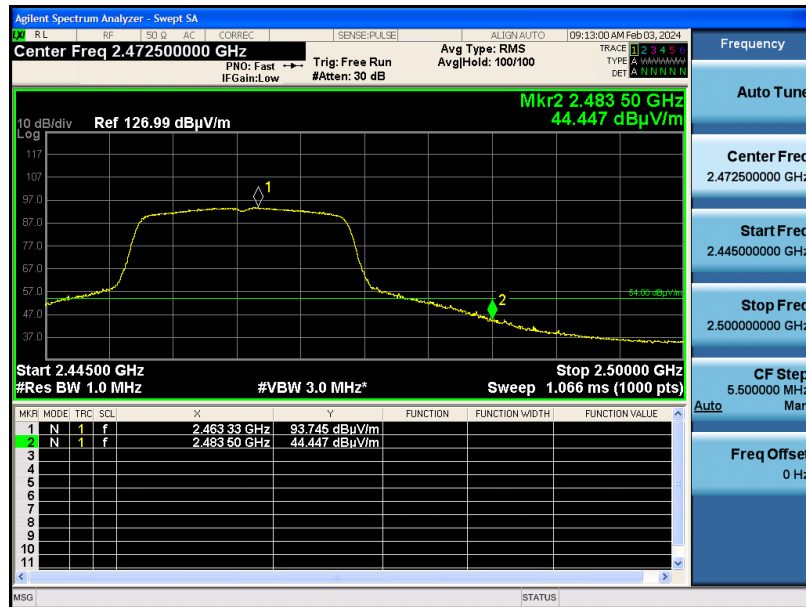 Agilent Spectrum Analyzer - Swept SA
LXI RL RF 50 Ω AC CORREC SENSE:PULSE ALIGN AUTO 09:13:00 AM Feb 03, 2024
Center Freq 2.472500000 GHz
PNO: Fast
IFGain:Low
Trig: Free Run
#Atten: 30 dB
Avg Type: RMS
Avg|Hold: 100/100
TRACE 1 2 3 4 5 6
TYPE A WWWWW
DET A N N N N N
Mkr2 2.483 50 GHz
44.447 dBµV/m
10 dB/div Ref 126.99 dBµV/m
Log
117
107
97.0
87.0
77.0
67.0
57.0
47.0
37.0
1
2
54.00 dBµV/m
Start 2.44500 GHz Stop 2.50000 GHz
#Res BW 1.0 MHz #VBW 3.0 MHz* Sweep 1.066 ms (1000 pts)
MKR MODE TRC SCL X Y FUNCTION FUNCTION WIDTH FUNCTION VALUE
1 N 1 f 2.463 33 GHz 93.745 dBµV/m
2 N 1 f 2.483 50 GHz 44.447 dBµV/m
3
4
5
6
7
8
9
10
11
MSG STATUS
Frequency
Auto Tune
Center Freq
2.472500000 GHz
Start Freq
2.445000000 GHz
Stop Freq
2.500000000 GHz
CF Step
5.500000 MHz
Auto Man
Freq Offset
0 Hz